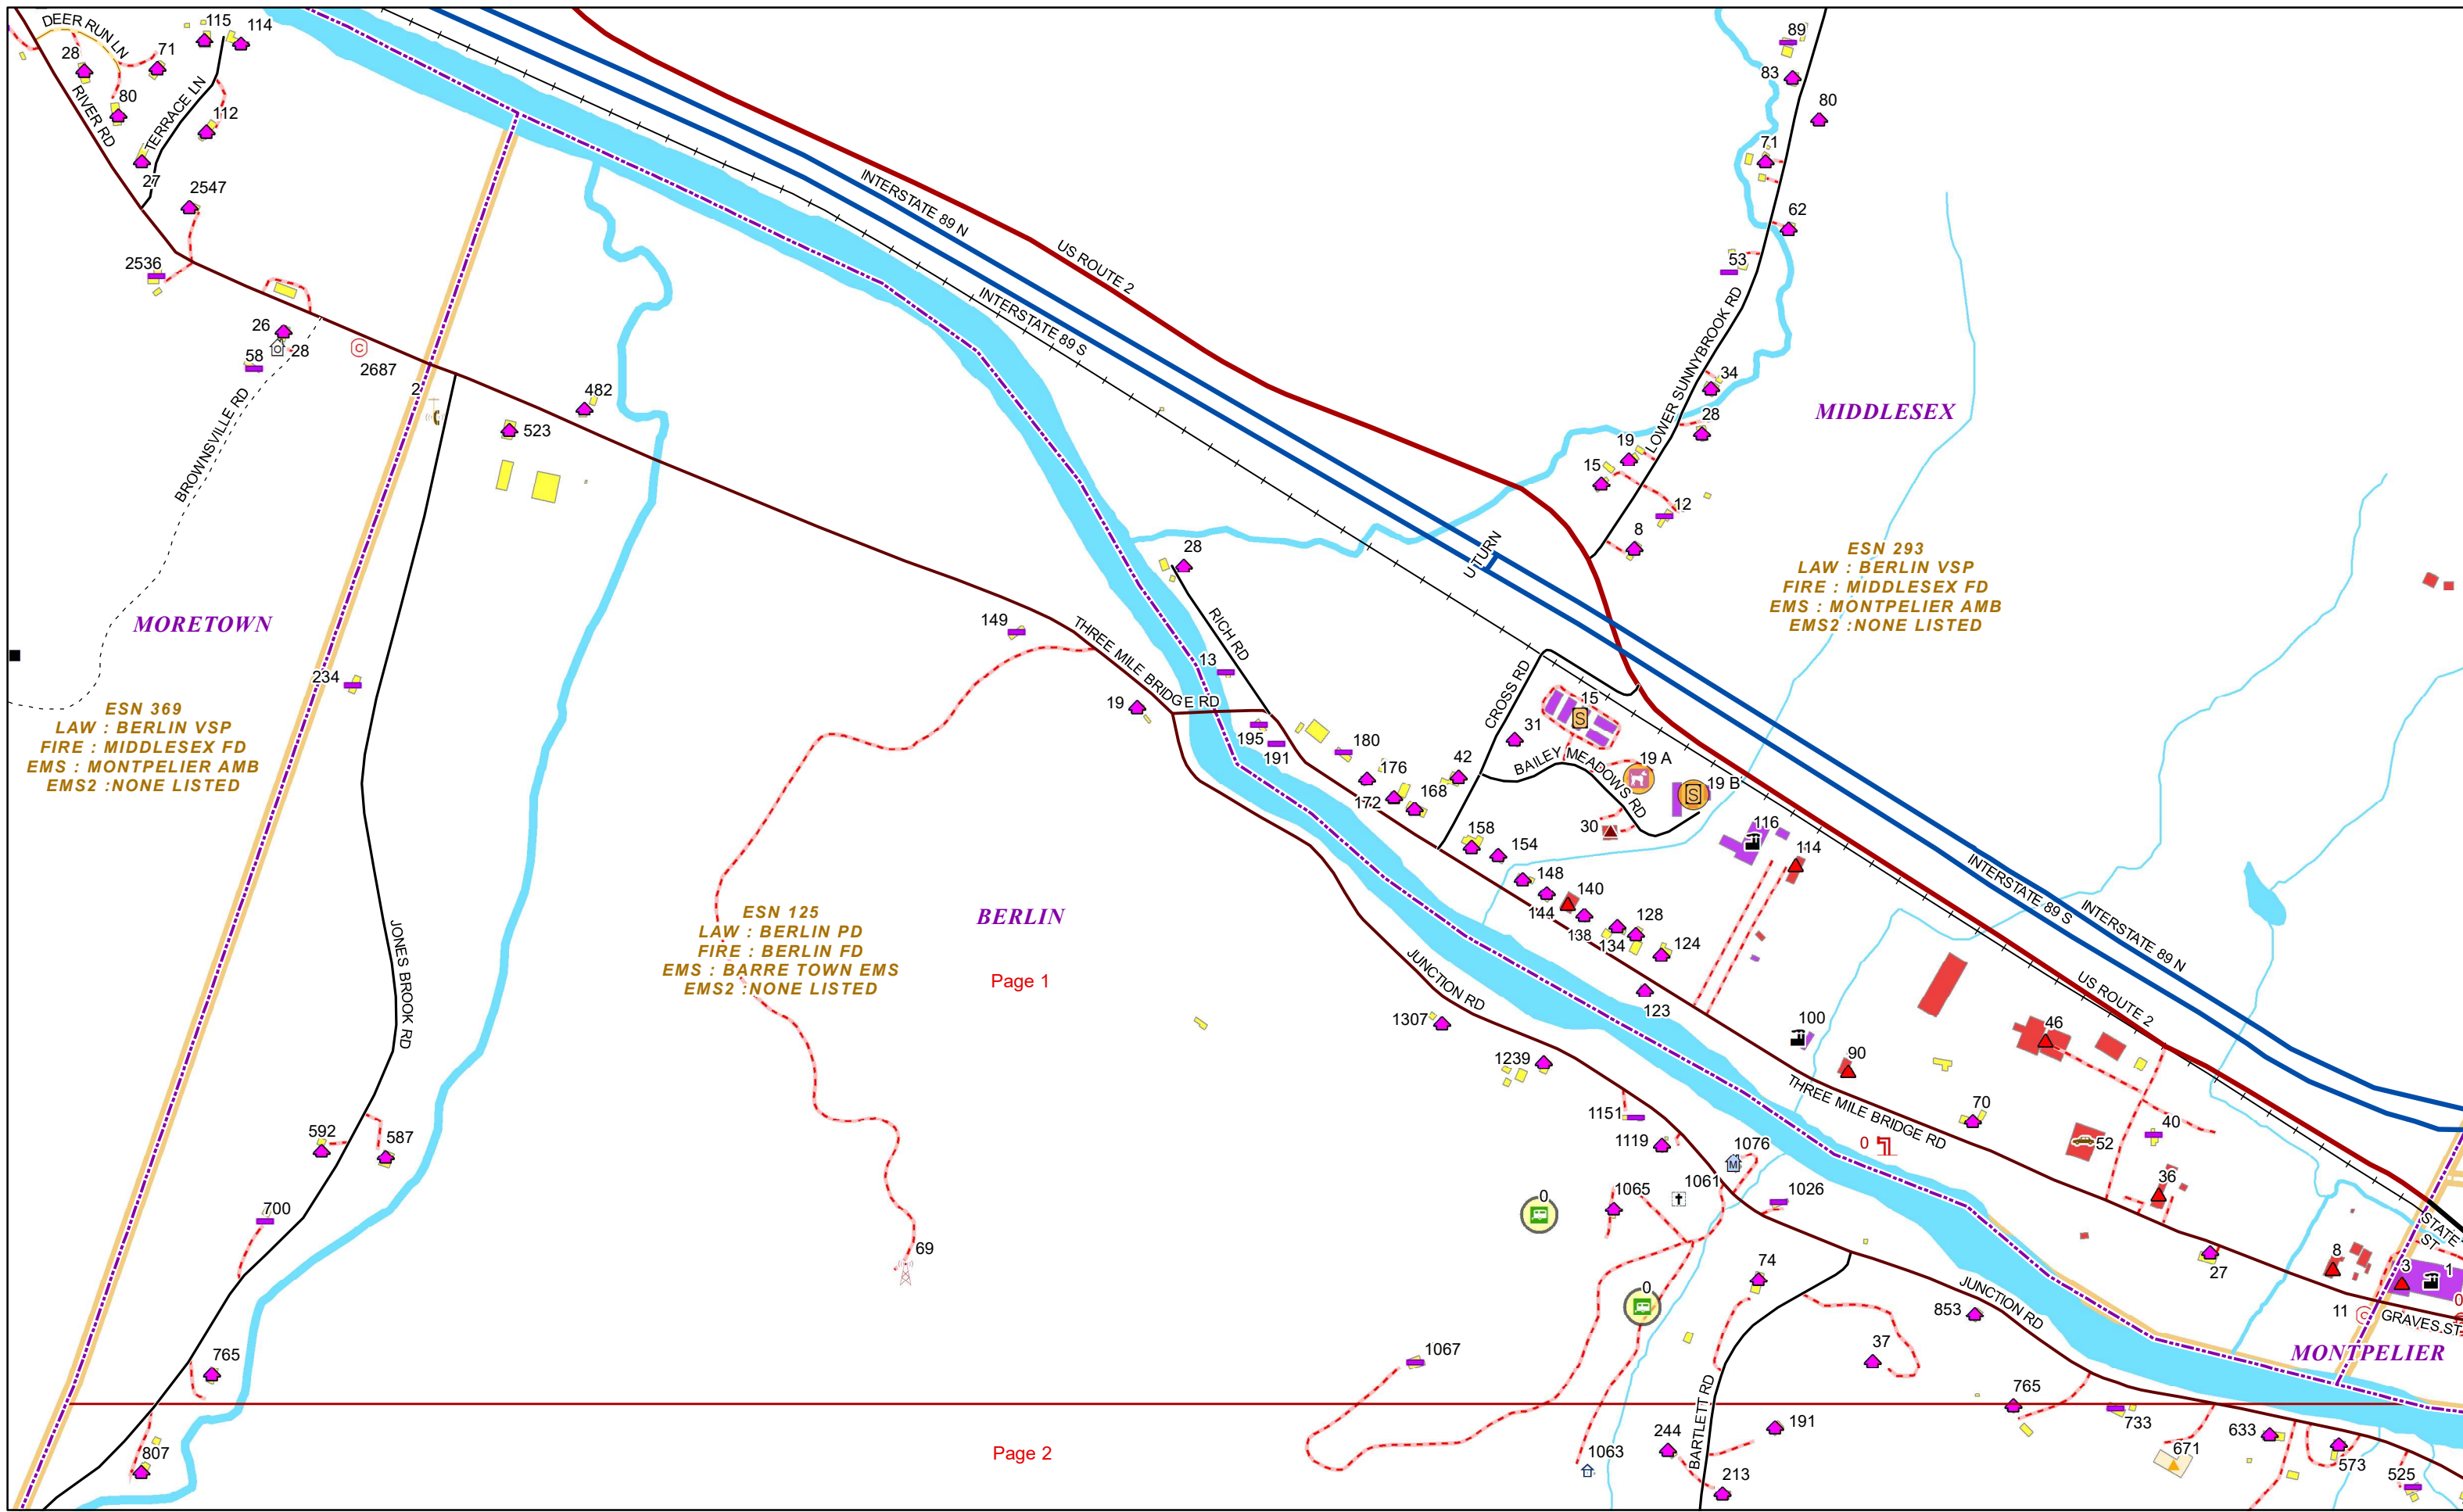 115
114
DEER RUN LN
28
71
80
RIVER RD
TERRACE LN
112
27
2547
2536
26
28
58
2687
2
BROWNSVILLE RD
482
523
MORETOWN
234
ESN 369
LAW : BERLIN VSP
FIRE : MIDDLESEX FD
EMS : MONTPELIER AMB
EMS2 :NONE LISTED
INTERSTATE 89 N
US ROUTE 2
INTERSTATE 89 S
89
83
80
71
62
53
LOWER SUNNYBROOK RD
34
28
19
15
12
8
MIDDLESEX
ESN 293
LAW : BERLIN VSP
FIRE : MIDDLESEX FD
EMS : MONTPELIER AMB
EMS2 :NONE LISTED
U TURN
28
RICH RD
149
THREE MILE BRIDGE RD
13
19
195
191
180
176
172
168
42
CROSS RD
31
15
S
BAILEY MEADOWS RD
19 A
19 B
S
30
116
114
158
154
148
144
140
138
134
128
124
123
100
90
INTERSTATE 89 S
INTERSTATE 89 N
US ROUTE 2
46
ESN 125
LAW : BERLIN PD
FIRE : BERLIN FD
EMS : BARRE TOWN EMS
EMS2 :NONE LISTED
BERLIN
Page 1
JONES BROOK RD
JUNCTION RD
1307
1239
1151
1119
1076
M
1061
1065
1026
0
0
THREE MILE BRIDGE RD
0
70
52
40
36
27
8
3
1
STATE ST
11
C
GRAVES ST
0
MONTPELIER
592
587
700
765
807
69
1067
74
37
853
JUNCTION RD
BARTLETT RD
765
733
671
633
573
525
191
244
213
1063
Page 2